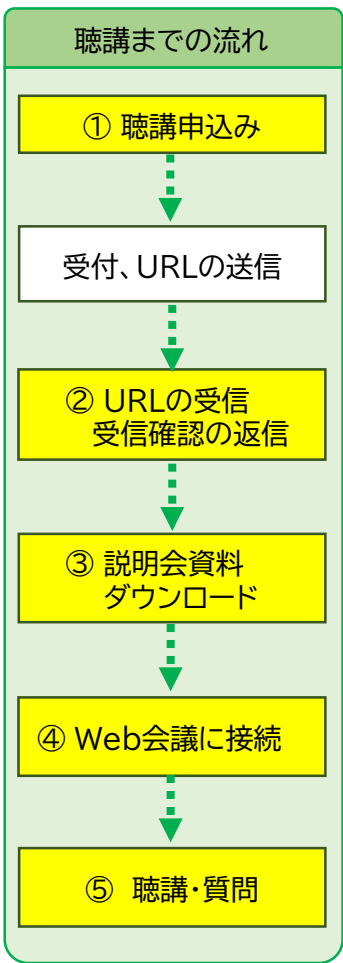 聴講までの流れ
① 聴講申込み
受付、URLの送信
② URLの受信
受信確認の返信
③ 説明会資料
ダウンロード
④ Web会議に接続
⑤ 聴講・質問